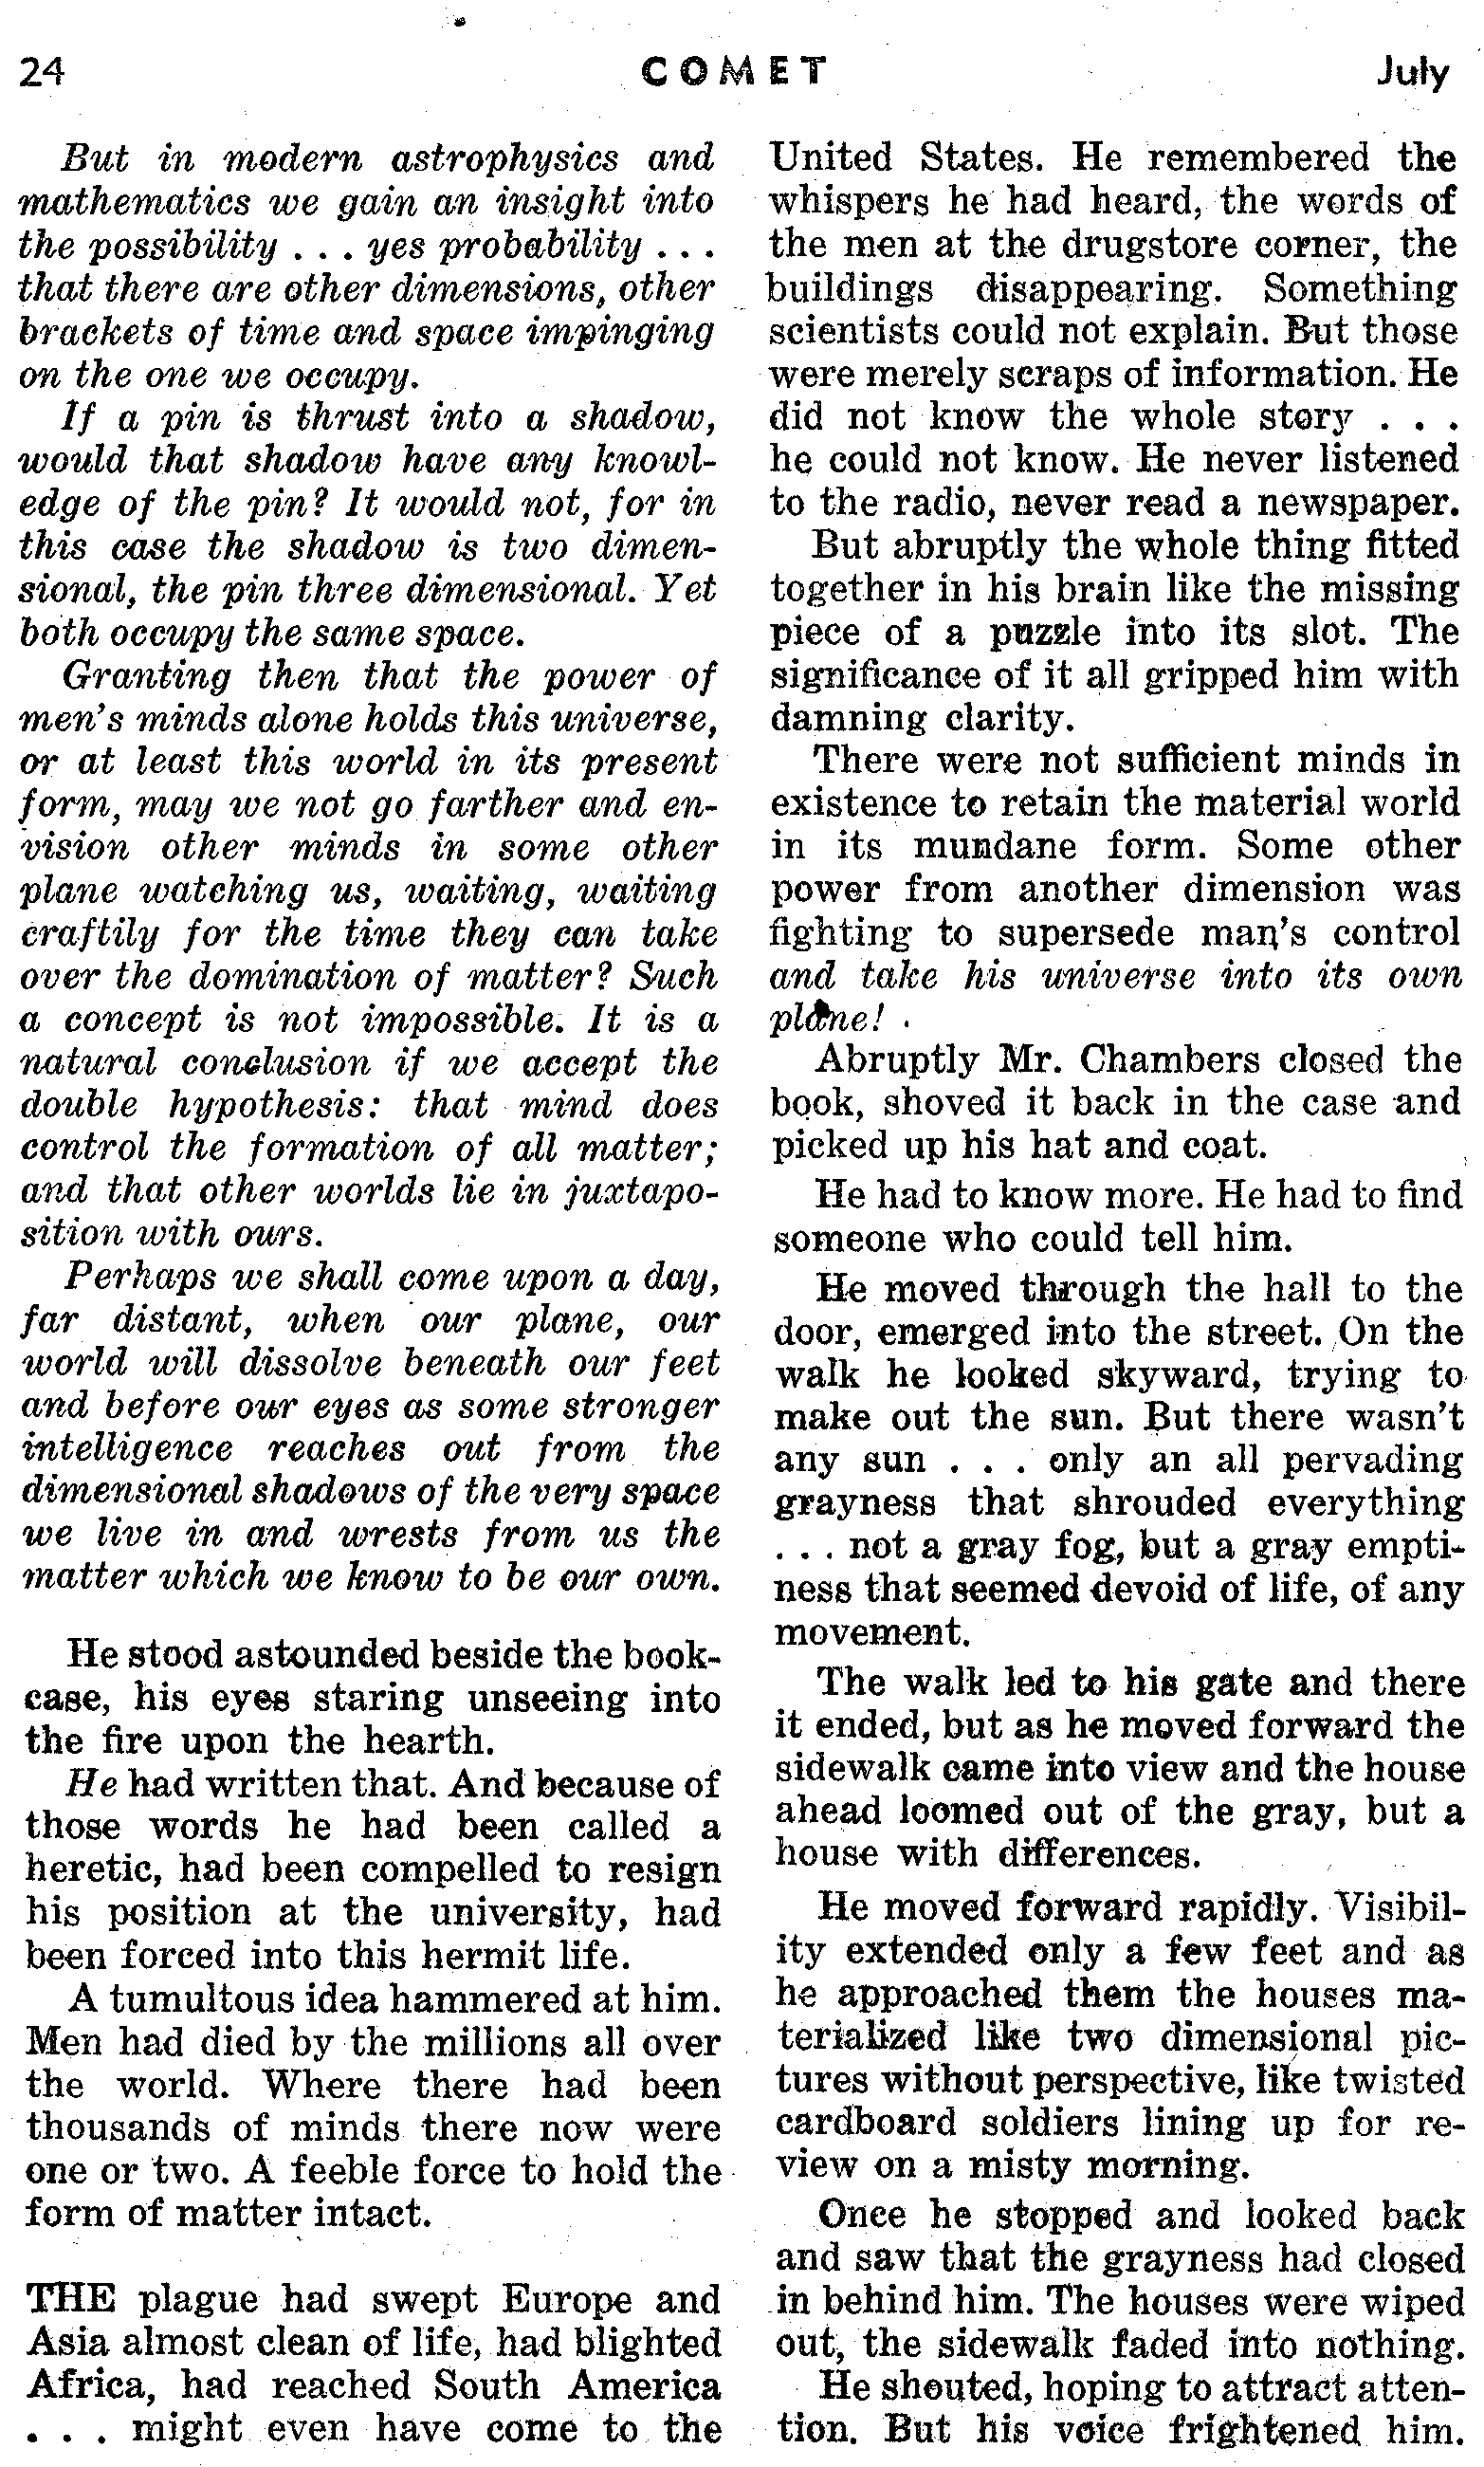 24
COMET
July
But in modern astrophysics and
mathematics we gain an insight into
the possibility . . . yes probability . . .
that there are other dimensions, other
brackets of time and space impinging
on the one we occupy.
If a pin is thrust into a shadow,
would that shadow have any knowl-
edge of the pin? It would not, for in
this case the shadow is two dimen-
sional, the pin three dimensional. Yet
both occupy the same space.
Granting then that the power of
men's minds alone holds this universe,
or at least this world in its present
form, may we not go farther and en-
vision other minds in some other
plane watching us, waiting, waiting
craftily for the time they can take
over the domination of matter? Such
a concept is not impossible. It is a
natural conclusion if we accept the
double hypothesis: that mind does
control the formation of all matter;
and that other worlds lie in juxtapo-
sition with ours.
Perhaps we shall come upon a day,
far distant, when our plane, our
world will dissolve beneath our feet
and before our eyes as some stronger
intelligence reaches out from the
dimensional shadows of the very space
we live in and wrests from us the
matter which we know to be our own.
He stood astounded beside the book-
case, his eyes staring unseeing into
the fire upon the hearth.
He had written that. And because of
those words he had been called a
heretic, had been compelled to resign
his position at the university, had
been forced into this hermit life.
A tumultous idea hammered at him.
Men had died by the millions all over
the world. Where there had been
thousands of minds there now were
one or two. A feeble force to hold the
form of matter intact.
THE plague had swept Europe and
Asia almost clean of life, had blighted
Africa, had reached South America
. . . might even have come to the
United States. He remembered the
whispers he had heard, the words of
the men at the drugstore corner, the
buildings disappearing. Something
scientists could not explain. But those
were merely scraps of information. He
did not know the whole story . . .
he could not know. He never listened
to the radio, never read a newspaper.
But abruptly the whole thing fitted
together in his brain like the missing
piece of a puzzle into its slot. The
significance of it all gripped him with
damning clarity.
There were not sufficient minds in
existence to retain the material world
in its mundane form. Some other
power from another dimension was
fighting to supersede man's control
and take his universe into its own
plane!
Abruptly Mr. Chambers closed the
book, shoved it back in the case and
picked up his hat and coat.
He had to know more. He had to find
someone who could tell him.
He moved through the hall to the
door, emerged into the street. On the
walk he looked skyward, trying to
make out the sun. But there wasn't
any sun . . . only an all pervading
grayness that shrouded everything
. . . not a gray fog, but a gray empti-
ness that seemed devoid of life, of any
movement.
The walk led to his gate and there
it ended, but as he moved forward the
sidewalk came into view and the house
ahead loomed out of the gray, but a
house with differences.
He moved forward rapidly. Visibil-
ity extended only a few feet and as
he approached them the houses ma-
terialized like two dimensional pic-
tures without perspective, like twisted
cardboard soldiers lining up for re-
view on a misty morning.
Once he stopped and looked back
and saw that the grayness had closed
in behind him. The houses were wiped
out, the sidewalk faded into nothing.
He shouted, hoping to attract atten-
tion. But his voice frightened him.